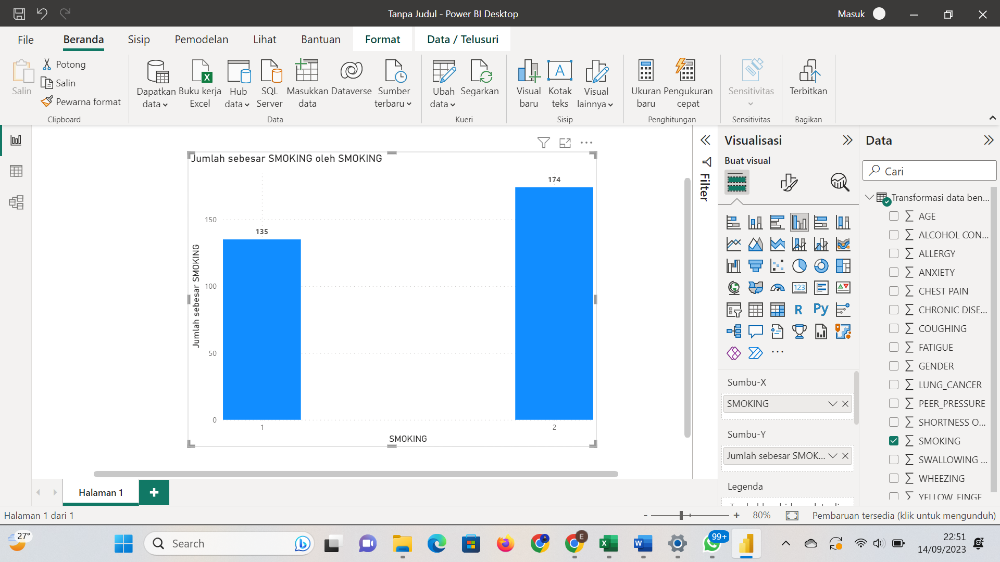 Tanpa Judul - Power BI Desktop
Masuk
File
Beranda
Sisip
Pemodelan
Lihat
Bantuan
Format
Data / Telusuri
Salin
Potong
Salin
Pewarna format
Clipboard
Dapatkan
data
Buku kerja
Excel
Hub
data
SQL
Server
Masukkan
data
Dataverse
Sumber
terbaru
Data
Ubah
data
Segarkan
Kueri
Visual
baru
A
Kotak
teks
Visual
lainnya
Sisip
Ukuran
baru
Pengukuran
cepat
Penghitungan
Sensitivitas
Sensitivitas
Terbitkan
Bagikan
Jumlah sebesar SMOKING oleh SMOKING
174
150
135
100
50
0
1
2
Jumlah sebesar SMOKING
SMOKING
Filter
Visualisasi
Buat visual
123
R
Py
Sumbu-X
SMOKING
Sumbu-Y
Jumlah sebesar SMOK...
Legenda
Data
Cari
Transformasi data ben...
AGE
ALCOHOL CON...
ALLERGY
ANXIETY
CHEST PAIN
CHRONIC DISE...
COUGHING
FATIGUE
GENDER
LUNG_CANCER
PEER_PRESSURE
SHORTNESS O...
SMOKING
SWALLOWING ...
WHEEZING
YELLOW_FINGE
Halaman 1
Halaman 1 dari 1
80%
Pembaruan tersedia (klik untuk mengunduh)
27°
Search
E
X
W
99+
22:51
14/09/2023